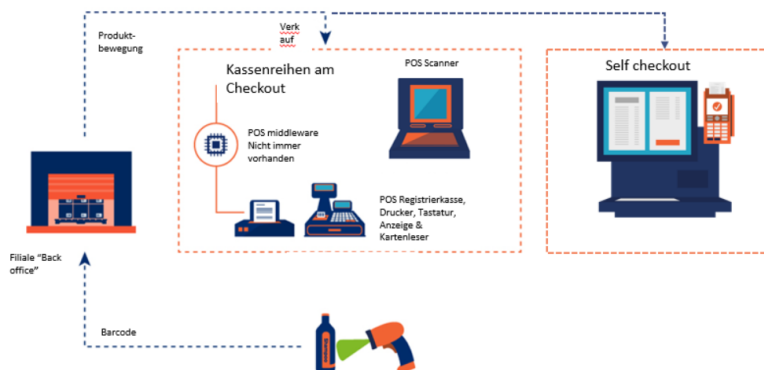 Produkt-
bewegung
Verk
auf
Kassenreihen am
Checkout
POS Scanner
Self checkout
POS middleware
Nicht immer
vorhanden
POS Registrierkasse,
Drucker, Tastatur,
Anzeige &
Kartenleser
Filiale “Back
office”
Barcode